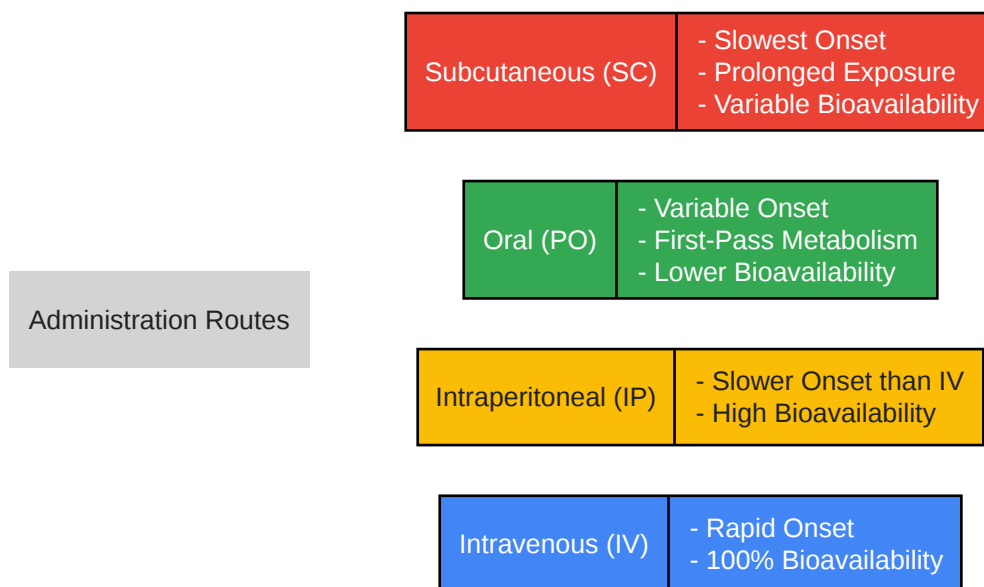 Subcutaneous (SC)
- Slowest Onset
- Prolonged Exposure
- Variable Bioavailability
Oral (PO)
- Variable Onset
- First-Pass Metabolism
- Lower Bioavailability
Administration Routes
Intraperitoneal (IP)
- Slower Onset than IV
- High Bioavailability
Intravenous (IV)
- Rapid Onset
- 100% Bioavailability